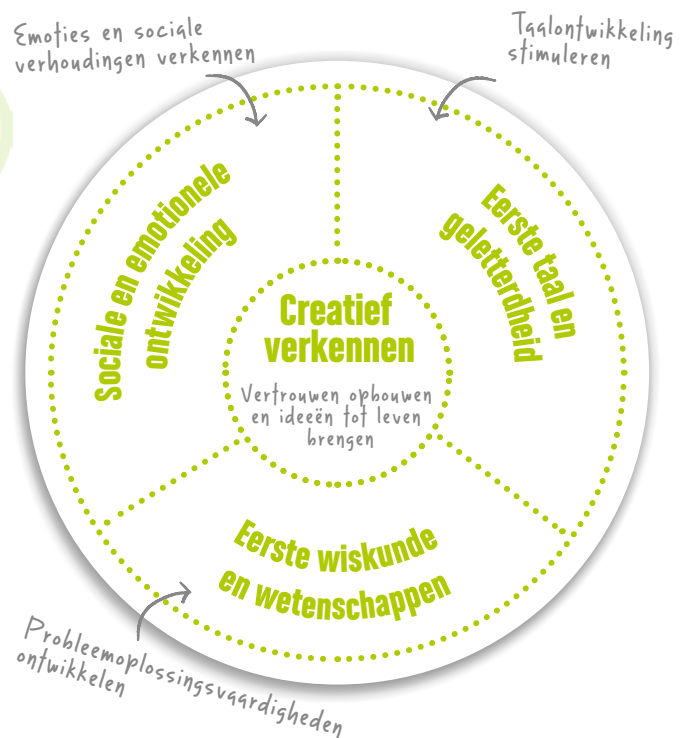 Emoties en sociale
verhoudingen verkennen
Taalontwikkeling
stimuleren
Sociale en emotionele
ontwikkeling
Eerste taal en
geletterdheid
Creatief
verkennen
Vertrouwen opbouwen
en ideeën tot leven
brengen
Eerste wiskunde
en wetenschappen
Probleemoplossingsvaardigheden
ontwikkelen